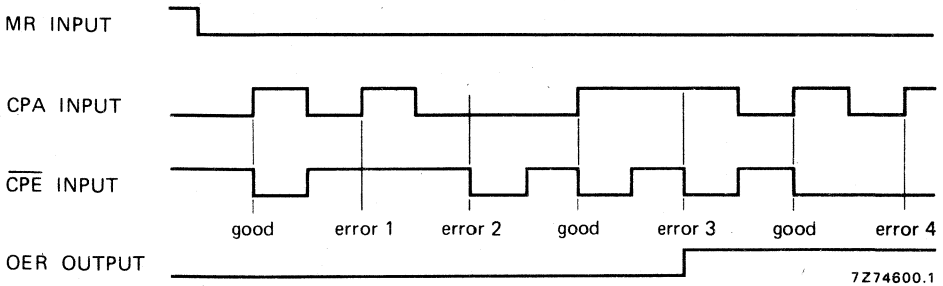 MR INPUT
CPA INPUT
CPE INPUT
good error 1 error 2 good error 3 good error 4
OER OUTPUT
7Z74600.1